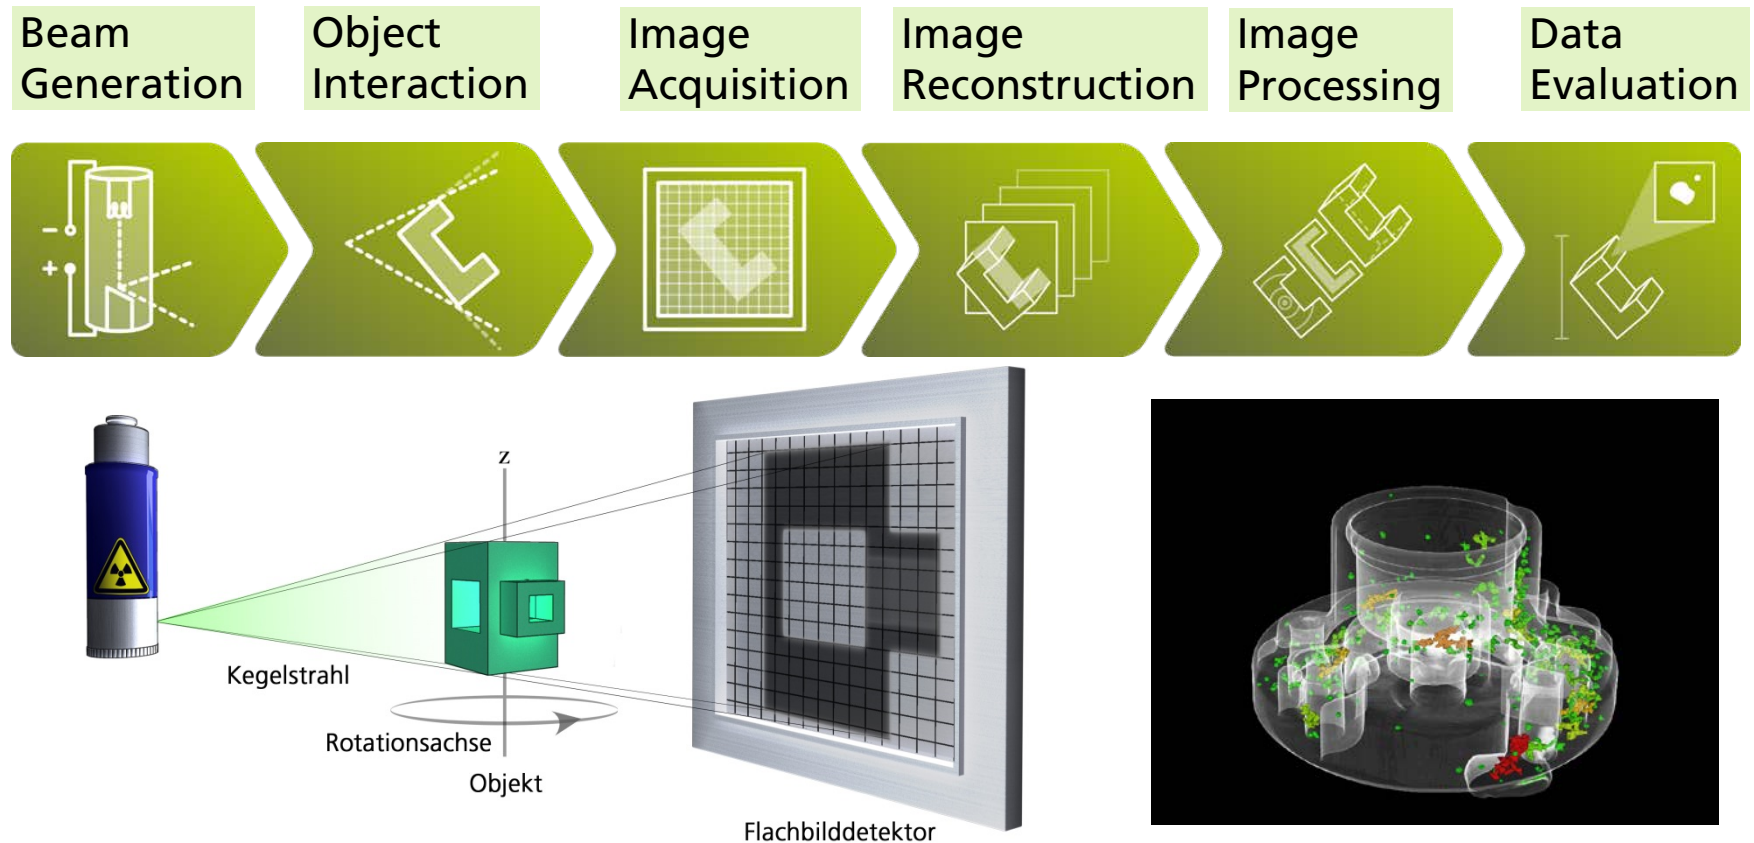 Beam
Generation
Object
Interaction
Image
Acquisition
Image
Reconstruction
Image
Processing
Data
Evaluation
−
+
z
Kegelstrahl
Rotationsachse
Objekt
Flachbilddetektor